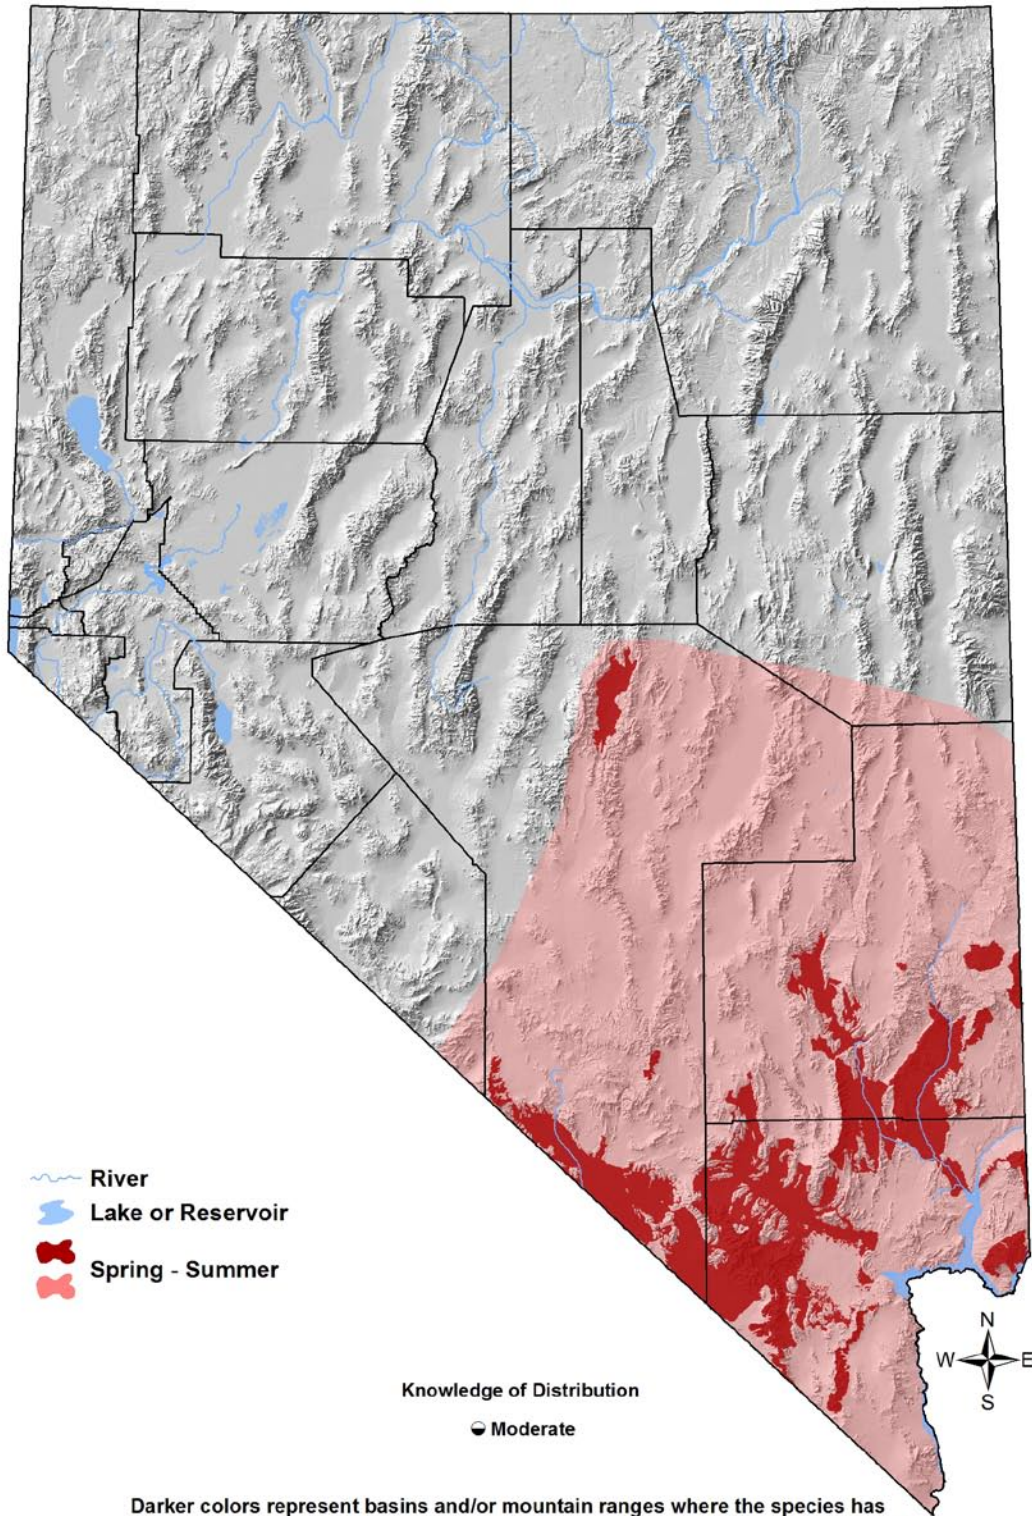 River
Lake or Reservoir
Spring - Summer
N
W E
S
Knowledge of Distribution
Moderate
Darker colors represent basins and/or mountain ranges where the species has